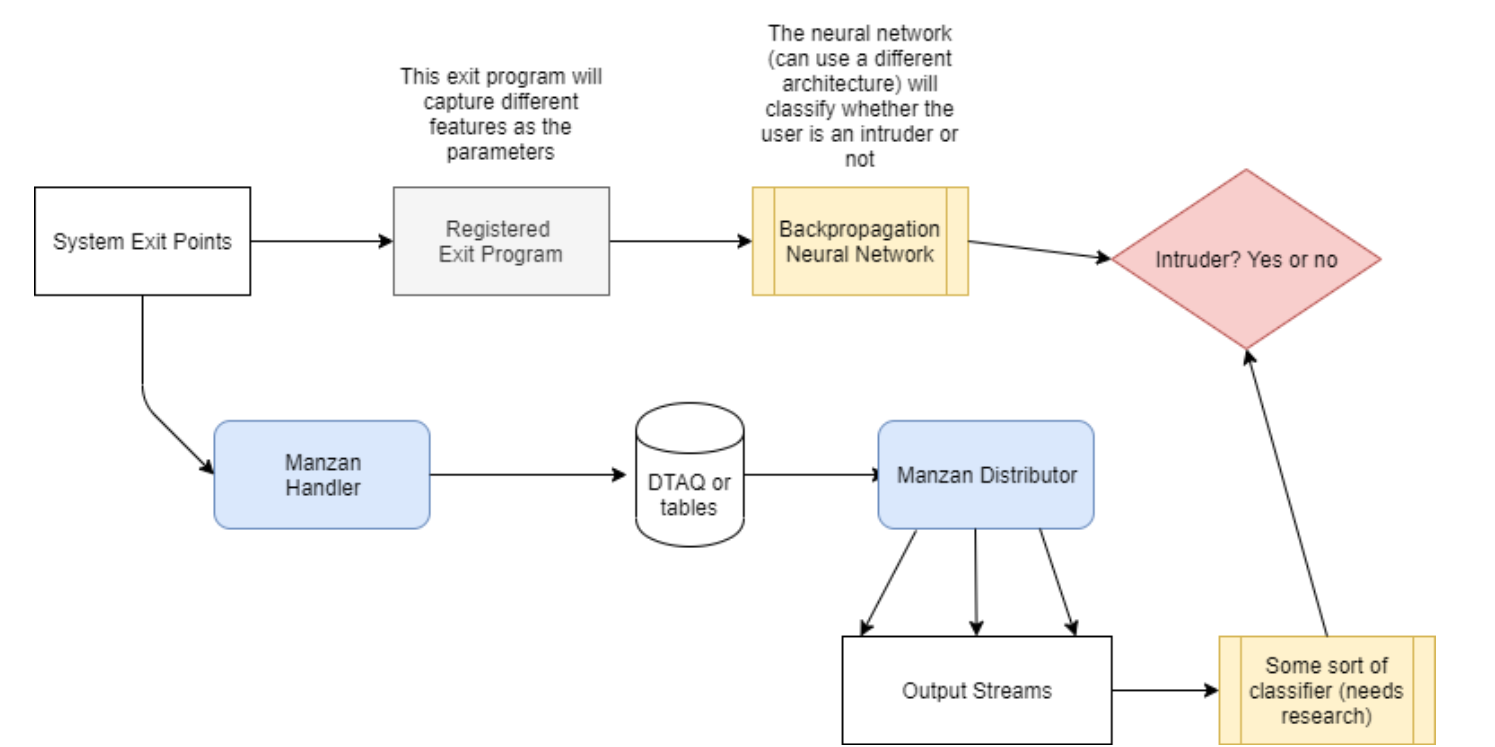 The neural network
(can use a different
architecture) will
classify whether the
user is an intruder or
not
This exit program will
capture different
features as the
parameters
System Exit Points
Registered
Exit Program
Backpropagation
Neural Network
Intruder? Yes or no
Manzan
Handler
DTAQ or
tables
Manzan Distributor
Output Streams
Some sort of
classifier (needs
research)